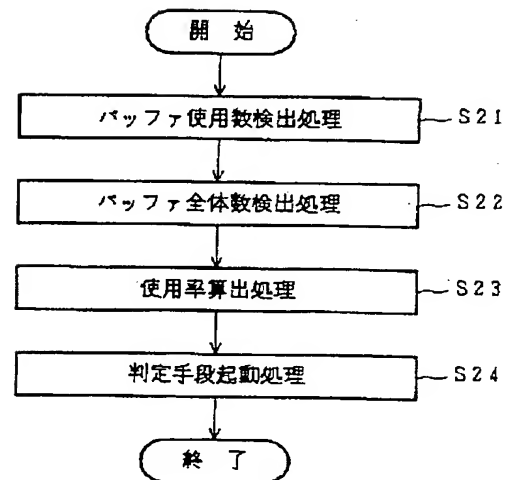 開 始
バッファ使用数検出処理 S21
バッファ全体数検出処理 S22
使用率算出処理 S23
判定手段起動処理 S24
終 了